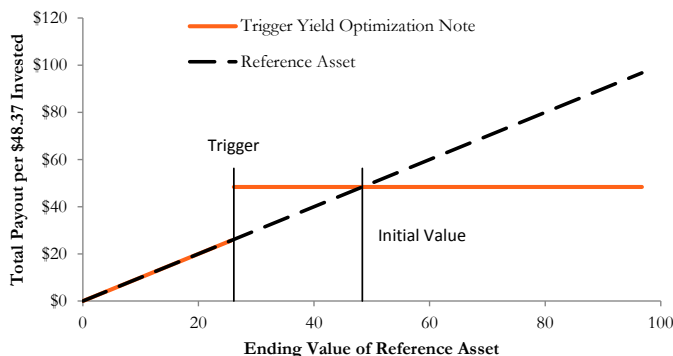 $120
Trigger Yield Optimization Note
Reference Asset
$100
$80
Trigger
$60
$40
Initial Value
$20
$0
0 20 40 60 80 100
Total Payout per $48.37 Invested
Ending Value of Reference Asset